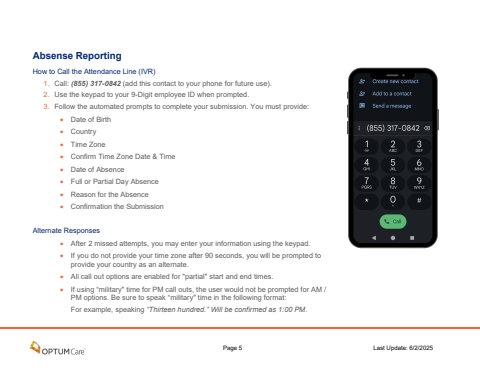 Absense Reporting
How to Call the Attendance Line (IVR)
1. Call: (855) 317-0842 (add this contact to your phone for future use).
2. Use the keypad to your 9-Digit employee ID when prompted.
3. Follow the automated prompts to complete your submission. You must provide:
• Date of Birth
• Country
• Time Zone
• Confirm Time Zone Date & Time
• Date of Absence
• Full or Partial Day Absence
• Reason for the Absence
• Confirmation the Submission
Create new contact
Add to a contact
Send a message
(855) 317-0842
1 2 ABC 3 DEF
4 GHI 5 JKL 6 MNO
7 PQRS 8 TUV 9 WXYZ
* 0 #
Call
Alternate Responses
• After 2 missed attempts, you may enter your information using the keypad.
• If you do not provide your time zone after 90 seconds, you will be prompted to
provide your country as an alternate.
• All call out options are enabled for "partial" start and end times.
• If using "military" time for PM call outs, the user would not be prompted for AM /
PM options. Be sure to speak "military" time in the following format:
For example, speaking "Thirteen hundred." Will be confirmed as 1:00 PM.
OPTUMCare
Page 5
Last Update: 6/2/2025